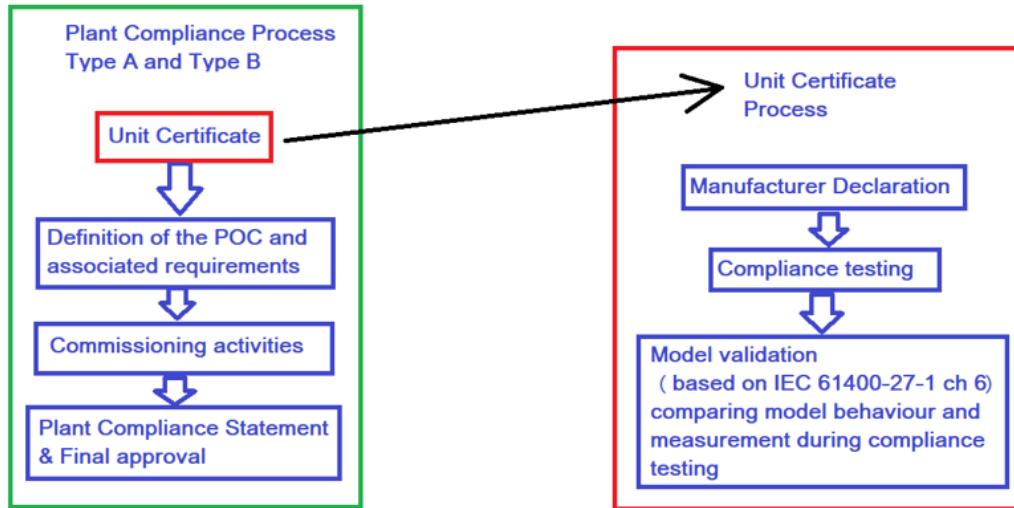 Plant Compliance Process
Type A and Type B
Unit Certificate
Definition of the POC and
associated requirements
Commissioning activities
Plant Compliance Statement
& Final approval
Unit Certificate
Process
Manufacturer Declaration
Compliance testing
Model validation
( based on IEC 61400-27-1 ch 6)
comparing model behaviour and
measurement during compliance
testing